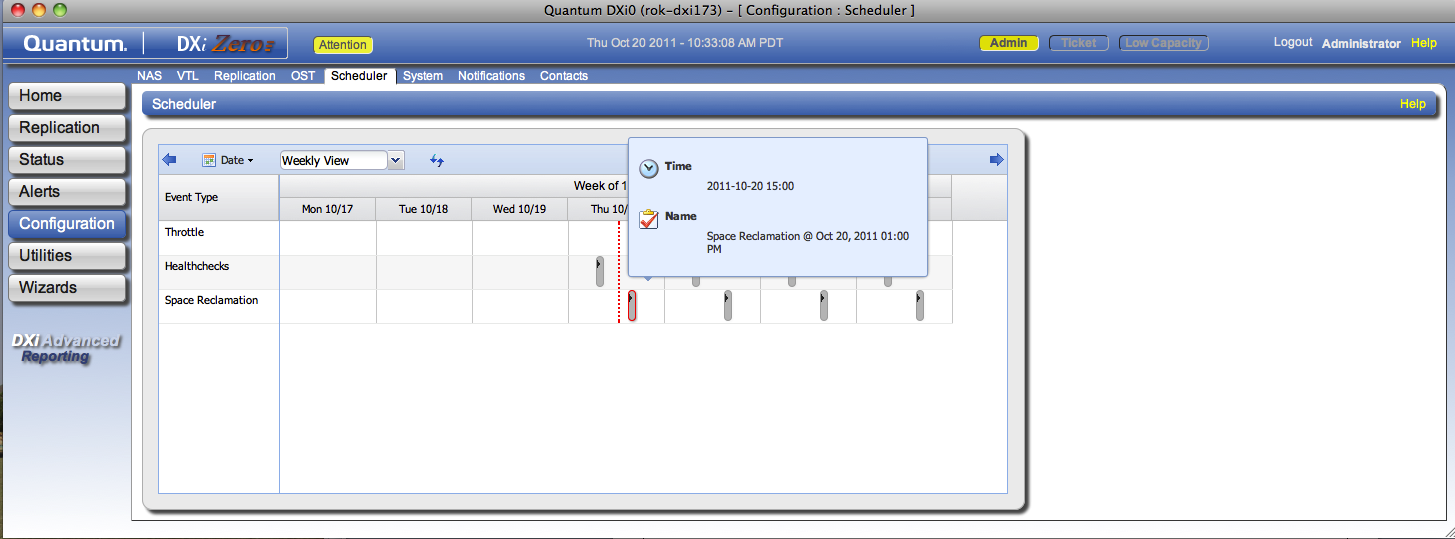 Quantum DXi0 (rok-dxi173) – [ Configuration : Scheduler ]
Quantum. DXi Zero Attention Thu Oct 20 2011 - 10:33:08 AM PDT Admin Ticket Low Capacity Logout Administrator Help
NAS VTL Replication OST Scheduler System Notifications Contacts
Home
Replication
Status
Alerts
Configuration
Utilities
Wizards
DXi Advanced
Reporting
Scheduler Help
Date Weekly View
Event Type
Week of 1
Mon 10/17 Tue 10/18 Wed 10/19 Thu 10/
Throttle
Healthchecks
Space Reclamation
Time
2011-10-20 15:00
Name
Space Reclamation @ Oct 20, 2011 01:00
PM